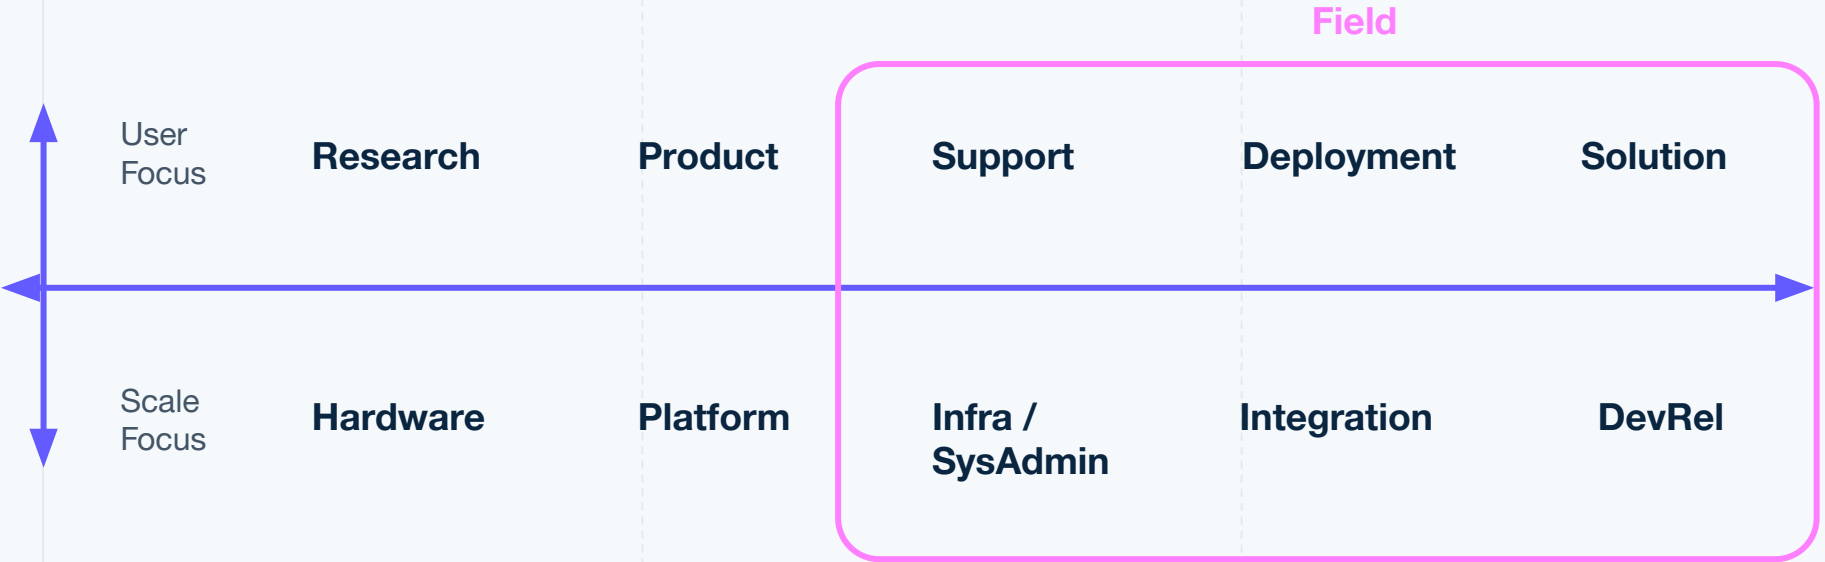 Field
User
Focus
Research
Product
Support
Deployment
Solution
Scale
Focus
Hardware
Platform
Infra /
SysAdmin
Integration
DevRel